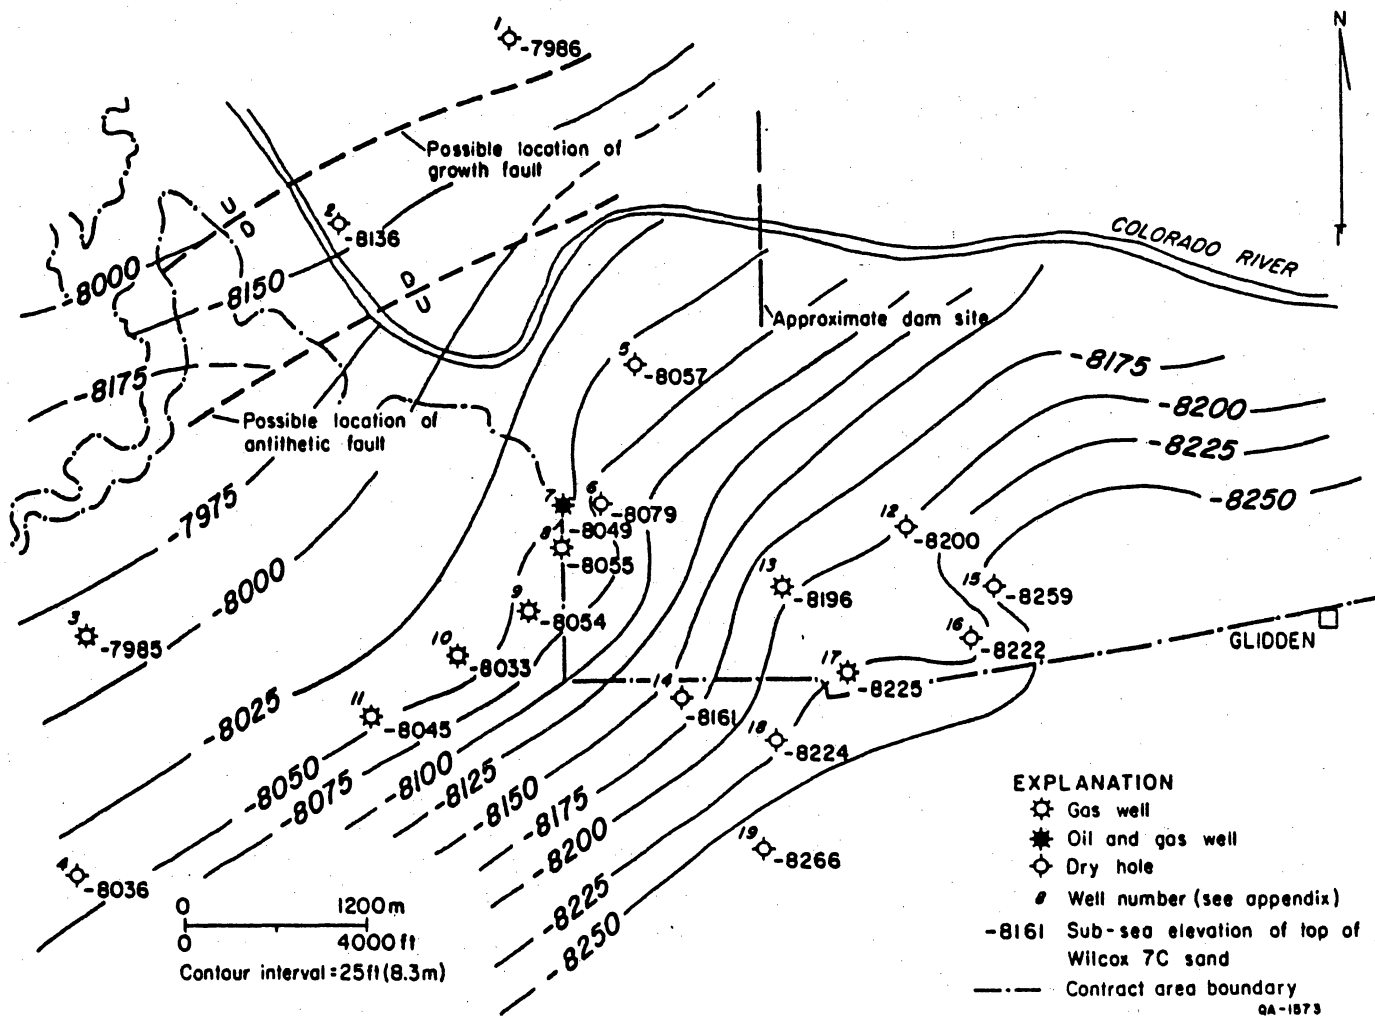 N
1
-7986
Possible location of
growth fault
U
D
2
-8136
COLORADO RIVER
-8000
-8150
D
U
Approximate dam site
5
-8057
-8175
-8175
-8200
Possible location of
antithetic fault
-8225
-7975
-8250
7
6
-8079
-8049
8
-8055
12
-8200
-8000
13
-8196
15
-8259
9
-8054
3
-7985
10
-8033
16
-8222
GLIDDEN
17
-8225
14
-8161
-8025
11
-8045
18
-8224
-8050
-8075
-8100
-8125
-8150
-8175
-8200
-8225
-8250
19
-8266
4
-8036
0 1200m
0 4000 ft
Contour interval = 25ft (8.3m)
EXPLANATION
Gas well
Oil and gas well
Dry hole
8 Well number (see appendix)
-8161 Sub-sea elevation of top of
Wilcox 7C sand
Contract area boundary
QA-1573